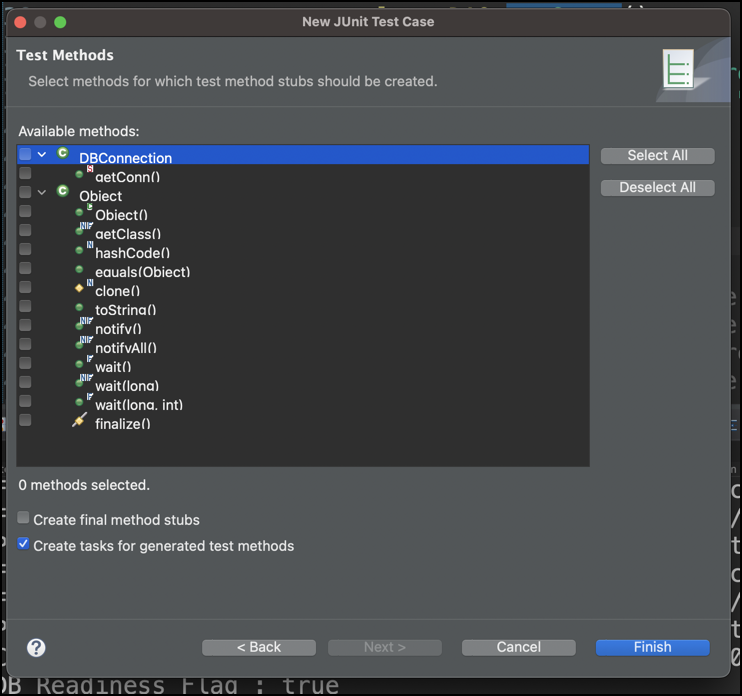 New JUnit Test Case
Test Methods
Select methods for which test method stubs should be created.
Available methods:
DBConnection
getConn()
Object
Object()
getClass()
hashCode()
equals(Object)
clone()
toString()
notify()
notifyAll()
wait()
wait(long)
wait(long, int)
finalize()
Select All
Deselect All
0 methods selected.
Create final method stubs
Create tasks for generated test methods
?
< Back
Next >
Cancel
Finish
DB Readiness Flag : true